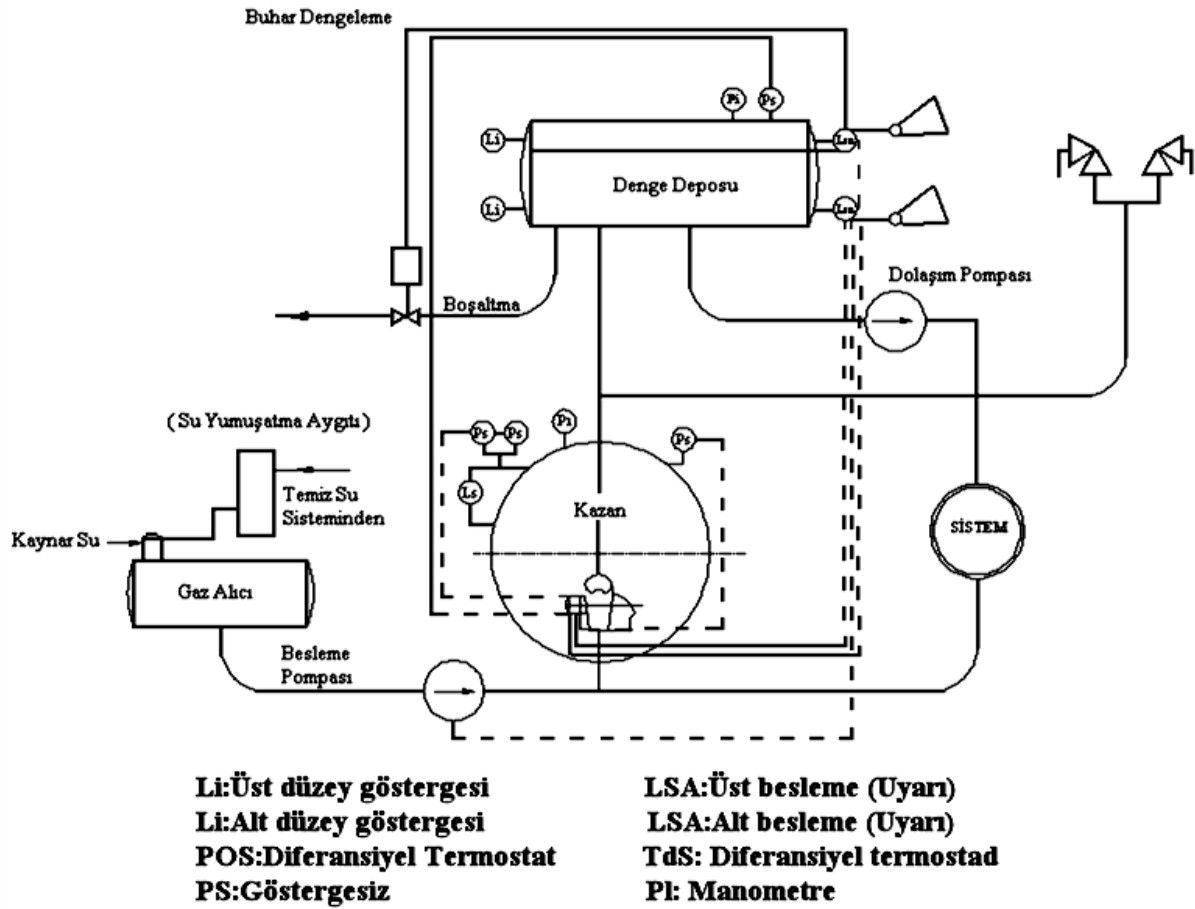 Buhar Dengeleme
Pi
Ps
Li
Lsa
Denge Deposu
Li
Lsa
Dolaşım Pompası
Boşaltma
( Su Yumuşatma Aygıtı )
Ps
Ps
Pı
Ps
Temiz Su
Sisteminden
Ls
Kazan
SİSTEM
Kaynar Su
Gaz Alıcı
Besleme
Pompası
Li:Üst düzey göstergesi
LSA:Üst besleme (Uyarı)
Li:Alt düzey göstergesi
LSA:Alt besleme (Uyarı)
POS:Diferansiyel Termostat
TdS: Diferansiyel termostad
PS:Göstergesiz
Pl: Manometre